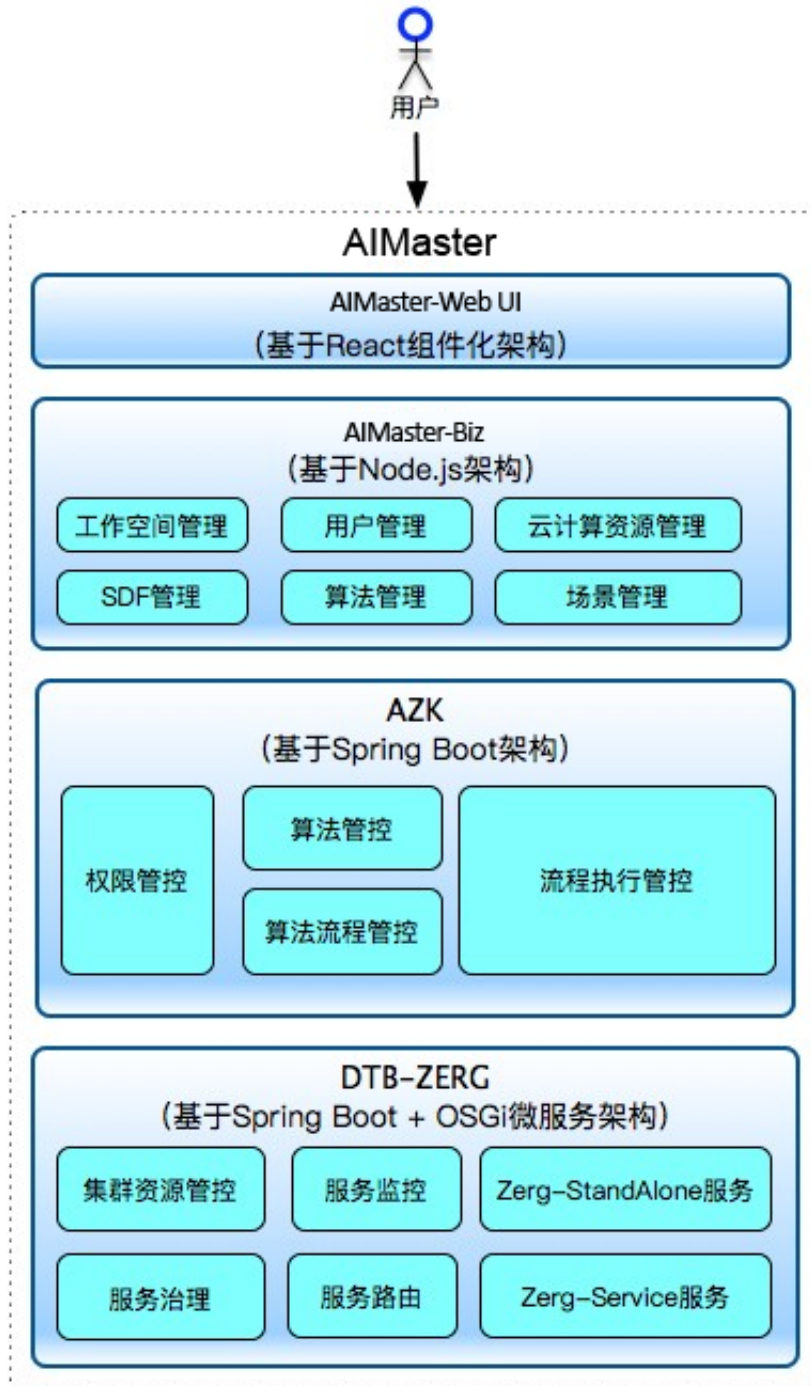 用户
AIMaster
AIMaster-Web UI
（基于React组件化架构）
AIMaster-Biz
（基于Node.js架构）
工作空间管理
用户管理
云计算资源管理
SDF管理
算法管理
场景管理
AZK
（基于Spring Boot架构）
权限管控
算法管控
算法流程管控
流程执行管控
DTB-ZERG
（基于Spring Boot + OSGi微服务架构）
集群资源管控
服务监控
Zerg-StandAlone服务
服务治理
服务路由
Zerg-Service服务